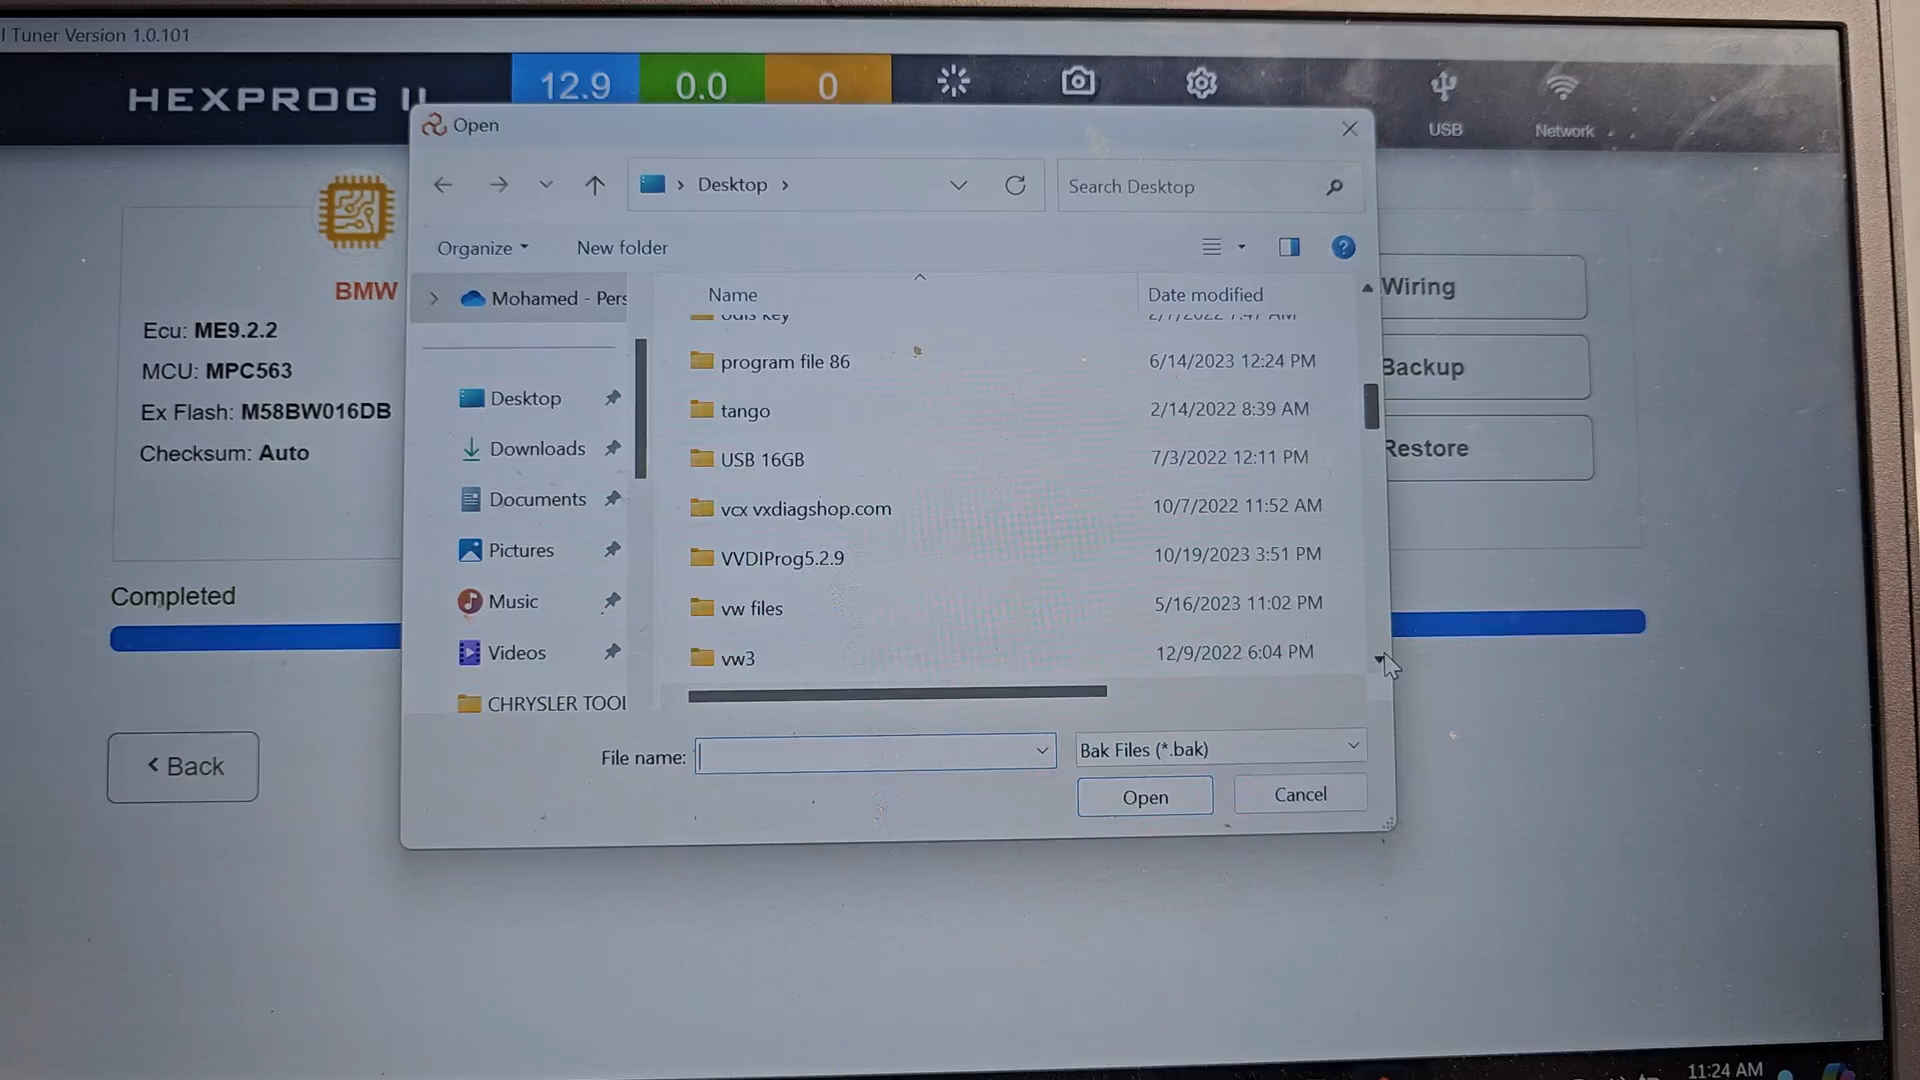 l Tuner Version 1.0.101
HEXPROG II
12.9
0.0
0
USB
Network
Open
Desktop
Search Desktop
Organize
New folder
Mohamed - Pers
Name
Date modified
BMW
Ecu: ME9.2.2
MCU: MPC563
Ex Flash: M58BW016DB
Checksum: Auto
Completed
Back
Desktop
Downloads
Documents
Pictures
Music
Videos
CHRYSLER TOOL
program file 86 6/14/2023 12:24 PM
tango 2/14/2022 8:39 AM
USB 16GB 7/3/2022 12:11 PM
vcx vxdiagshop.com 10/7/2022 11:52 AM
VVDIProg5.2.9 10/19/2023 3:51 PM
vw files 5/16/2023 11:02 PM
vw3 12/9/2022 6:04 PM
File name:
Bak Files (*.bak)
Open
Cancel
Wiring
Backup
Restore
11:24 AM